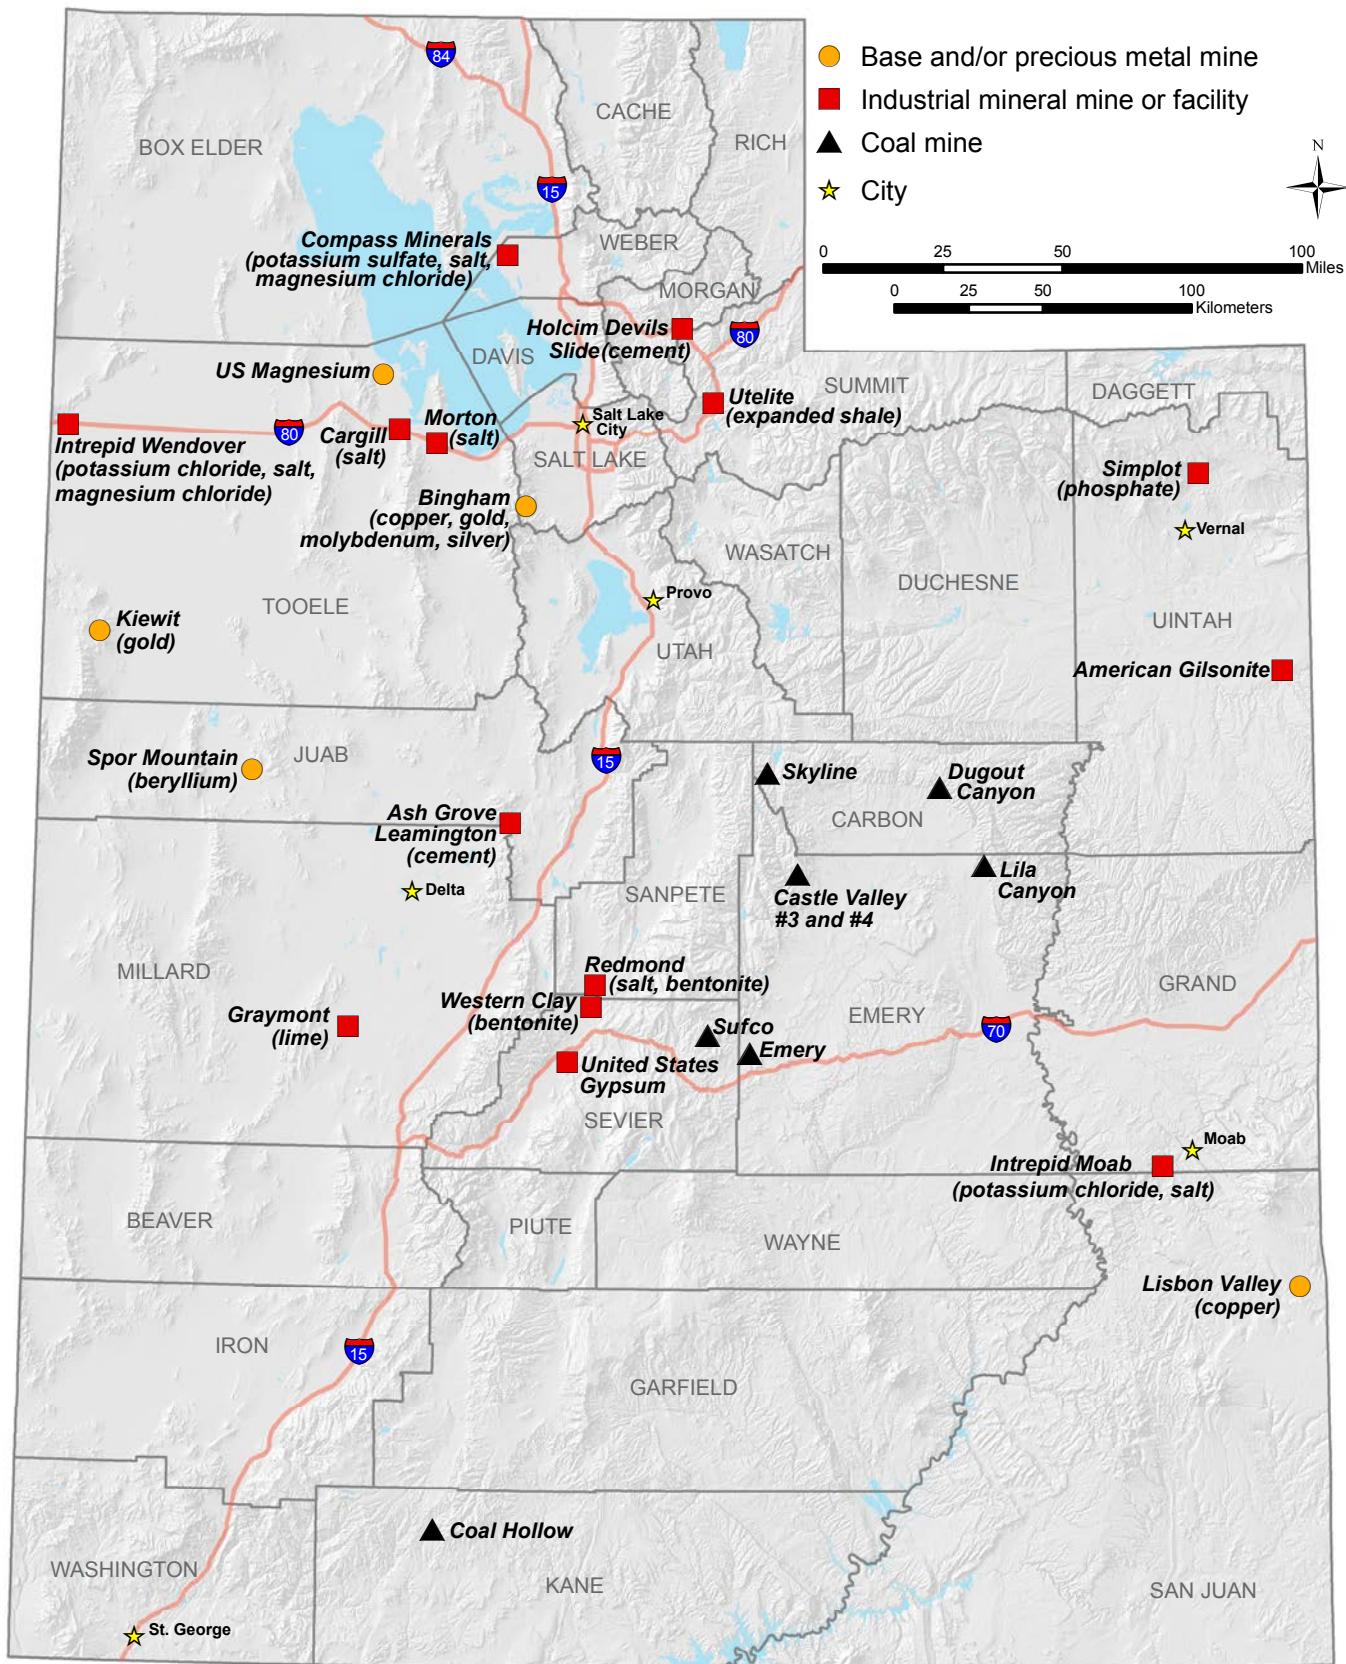 Base and/or precious metal mine
Industrial mineral mine or facility
Coal mine
City
N
0 25 50 100
Miles
0 25 50 100
Kilometers
84
CACHE
RICH
BOX ELDER
15
WEBER
Compass Minerals
(potassium sulfate, salt,
magnesium chloride)
MORGAN
Holcim Devils
Slide(cement)
80
DAVIS
US Magnesium
SUMMIT
DAGGETT
Utelite
(expanded shale)
Morton
(salt)
Cargill
(salt)
80
Salt Lake
City
SALT LAKE
Intrepid Wendover
(potassium chloride, salt,
magnesium chloride)
Simplot
(phosphate)
Bingham
(copper, gold,
molybdenum, silver)
Vernal
WASATCH
DUCHESNE
Provo
TOOELE
Kiewit
(gold)
UINTAH
UTAH
American Gilsonite
Spor Mountain
(beryllium)
JUAB
15
Skyline
Dugout
Canyon
CARBON
Ash Grove
Leamington
(cement)
Delta
SANPETE
Castle Valley
#3 and #4
Lila
Canyon
MILLARD
Redmond
(salt, bentonite)
GRAND
Western Clay
(bentonite)
Graymont
(lime)
EMERY
70
Sufco
Emery
United States
Gypsum
SEVIER
Moab
Intrepid Moab
(potassium chloride, salt)
BEAVER
PIUTE
WAYNE
Lisbon Valley
(copper)
IRON
15
GARFIELD
Coal Hollow
WASHINGTON
KANE
SAN JUAN
St. George